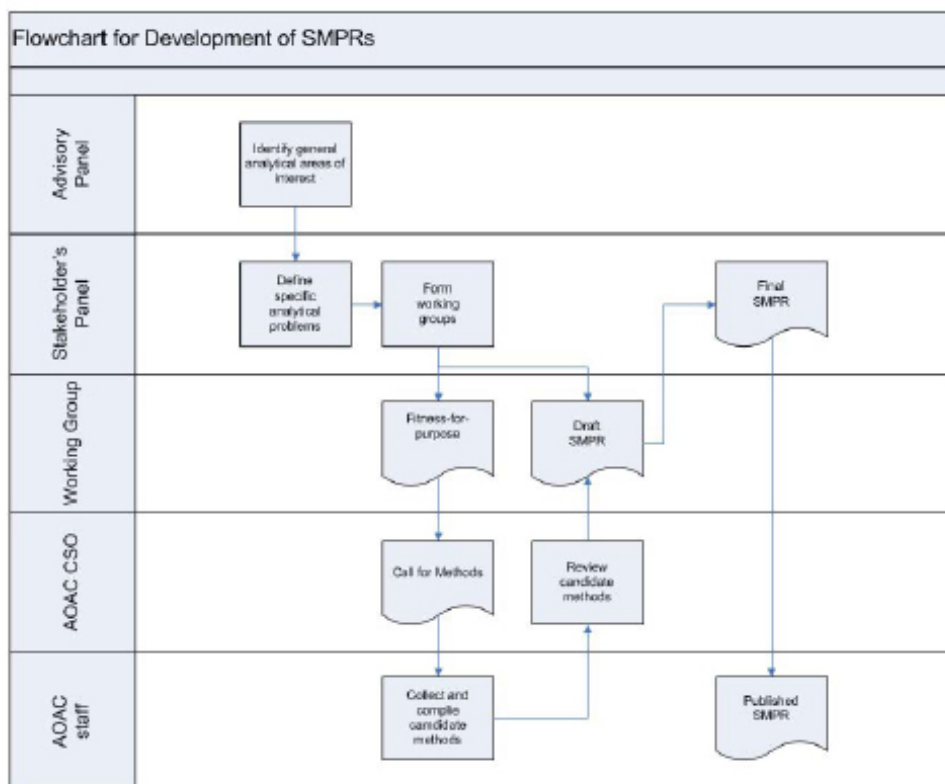 Flowchart for Development of SMPRs
Advisory
Panel
Identify general
analytical areas of
interest
Stakeholder's
Panel
Define
specific
analytical
problems
Form
working
groups
Final
SMPR
Working Group
Fitness-for-
purpose
Draft
SMPR
AOAC CSO
Call for Methods
Review
candidate
methods
AOAC
staff
Collect and
compile
candidate
methods
Published
SMPR